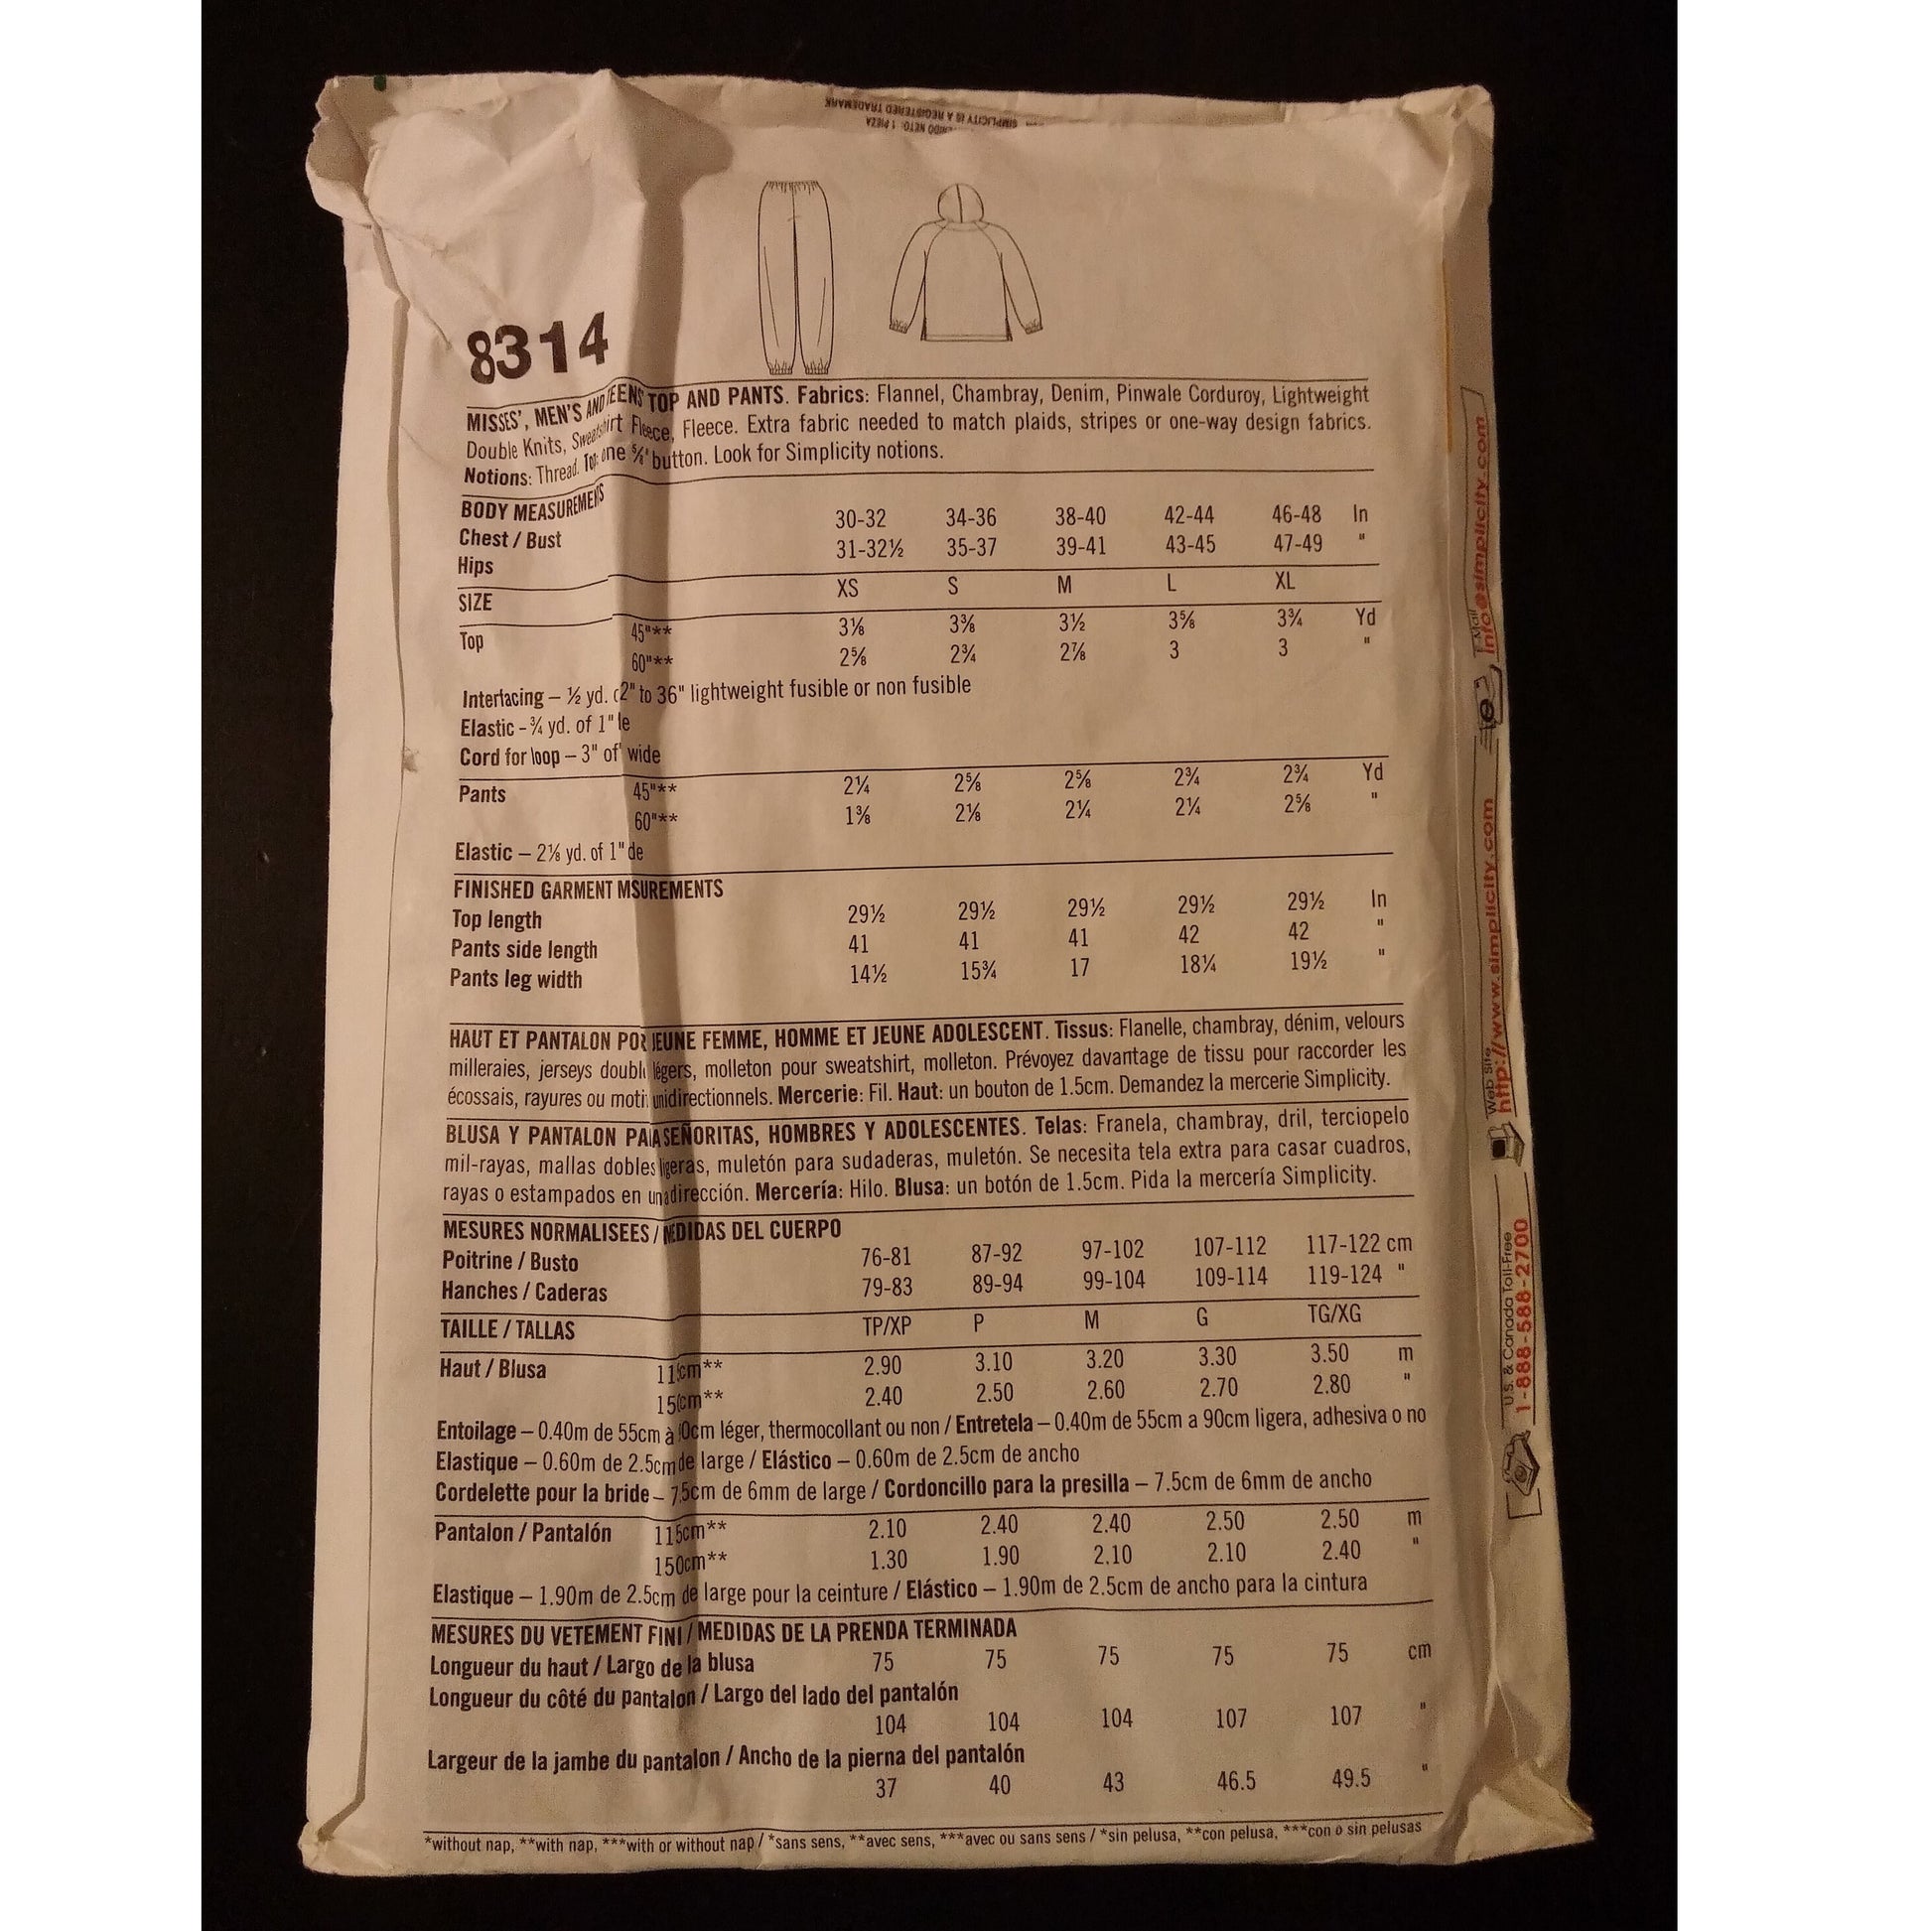 SIMPLICITY IS A REGISTERED TRADEMARK
NETO: 1 PIEZA
8314
MISSES', MEN'S AND TEENS' TOP AND PANTS. Fabrics: Flannel, Chambray, Denim, Pinwale Corduroy, Lightweight
Double Knits, Sweatshirt Fleece, Fleece. Extra fabric needed to match plaids, stripes or one-way design fabrics.
Notions: Thread. Top: one ⅝" button. Look for Simplicity notions.
BODY MEASUREMENTS
Chest / Bust 30-32 34-36 38-40 42-44 46-48 In
Hips 31-32½ 35-37 39-41 43-45 47-49 "
SIZE XS S M L XL
Top 45"** 3⅛ 3⅜ 3½ 3⅝ 3¾ Yd
60"** 2⅝ 2¾ 2⅞ 3 3 "
Interfacing – ½ yd. 2" to 36" lightweight fusible or non fusible
Elastic - ¾ yd. of 1"
Cord for loop – 3" of wide
Pants 45"** 2¼ 2⅝ 2⅝ 2¾ 2¾ Yd
60"** 1⅜ 2⅛ 2¼ 2¼ 2⅝ "
Elastic – 2⅛ yd. of 1"
FINISHED GARMENT
Top length 29½ 29½ 29½ 29½ 29½ In
Pants side length 41 41 41 42 42 "
Pants leg width 14½ 15¾ 17 18¼ 19½ "
HAUT ET PANTALON JEUNE FEMME, HOMME ET JEUNE ADOLESCENT. Tissus: Flanelle, chambray, dénim, velours
milleraies, jerseys légers, molleton pour sweatshirt, molleton. Prévoyez davantage de tissu pour raccorder les
écossais, rayures ou unidirectionnels. Mercerie: Fil. Haut: un bouton de 1.5cm. Demandez la mercerie Simplicity.
BLUSA Y PANTALON SEÑORITAS, HOMBRES Y ADOLESCENTES. Telas: Franela, chambray, dril, terciopelo
mil-rayas, mallas dobles ligeras, muletón para sudaderas, muletón. Se necesita tela extra para casar cuadros,
rayas o estampados en una dirección. Mercería: Hilo. Blusa: un botón de 1.5cm. Pida la mercería Simplicity.
MESURES NORMALISEES / MEDIDAS DEL CUERPO
Poitrine / Busto 76-81 87-92 97-102 107-112 117-122 cm
Hanches / Caderas 79-83 89-94 99-104 109-114 119-124 "
TAILLE / TALLAS TP/XP P M G TG/XG
Haut / Blusa 115cm** 2.90 3.10 3.20 3.30 3.50 m
150cm** 2.40 2.50 2.60 2.70 2.80 "
Entoilage – 0.40m de 55cm à 90cm léger, thermocollant ou non / Entretela – 0.40m de 55cm a 90cm ligera, adhesiva o no
Elastique – 0.60m de 2.5cm de large / Elástico – 0.60m de 2.5cm de ancho
Cordelette pour la bride – 7.5cm de 6mm de large / Cordoncillo para la presilla – 7.5cm de 6mm de ancho
Pantalon / Pantalón 115cm** 2.10 2.40 2.40 2.50 2.50 m
150cm** 1.30 1.90 2.10 2.10 2.40 "
Elastique – 1.90m de 2.5cm de large pour la ceinture / Elástico – 1.90m de 2.5cm de ancho para la cintura
MESURES DU VETEMENT FINI / MEDIDAS DE LA PRENDA TERMINADA
Longueur du haut / Largo de la blusa 75 75 75 75 75 cm
Longueur du côté du pantalon / Largo del lado del pantalón
104 104 104 107 107 "
Largeur de la jambe du pantalon / Ancho de la pierna del pantalón
37 40 43 46.5 49.5 "
*without nap, **with nap, ***with or without nap / *sans sens, **avec sens, ***avec ou sans sens / *sin pelusa, **con pelusa, ***con o sin pelusas
E-Mail
info@simplicity.com
Web Site
http://www.simplicity.com
U.S. & Canada Toll-Free
1-888-588-2700